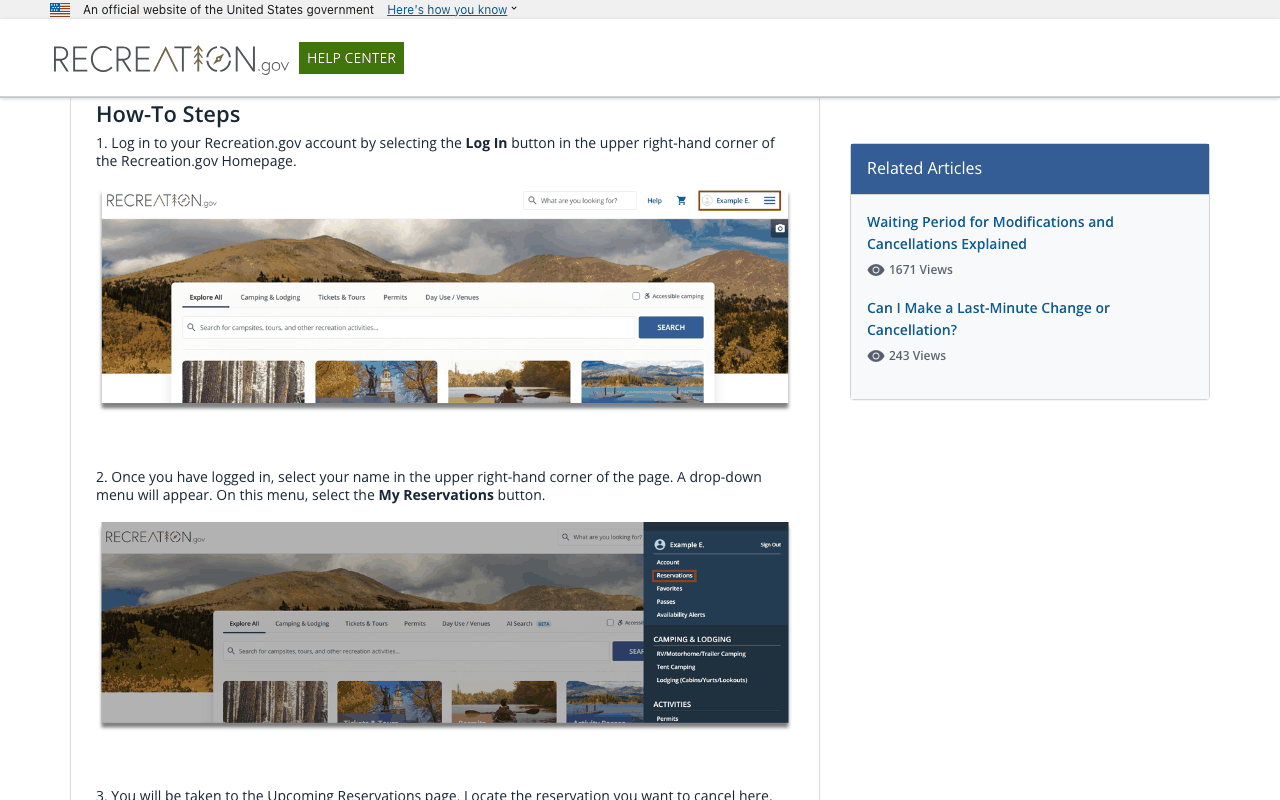 An official website of the United States government Here's how you know
RECREATION.gov HELP CENTER
How-To Steps
1. Log in to your Recreation.gov account by selecting the Log In button in the upper right-hand corner of
the Recreation.gov Homepage.
RECREATION.gov What are you looking for? Help Example E.
Explore All Camping & Lodging Tickets & Tours Permits Day Use / Venues Accessible camping
Search for campsites, tours, and other recreation activities... SEARCH
2. Once you have logged in, select your name in the upper right-hand corner of the page. A drop-down
menu will appear. On this menu, select the My Reservations button.
RECREATION.gov What are you looking for?
Explore All Camping & Lodging Tickets & Tours Permits Day Use / Venues AI Search BETA
Search for campsites, tours, and other recreation activities...
Example E. Sign Out
Account
Reservations
Favorites
Passes
Availability Alerts
CAMPING & LODGING
RV/Motorhome/Trailer Camping
Tent Camping
Lodging (Cabins/Yurts/Lookouts)
ACTIVITIES
Permits
3. You will be taken to the Upcoming Reservations page. Locate the reservation you want to cancel here.
Related Articles
Waiting Period for Modifications and
Cancellations Explained
1671 Views
Can I Make a Last-Minute Change or
Cancellation?
243 Views